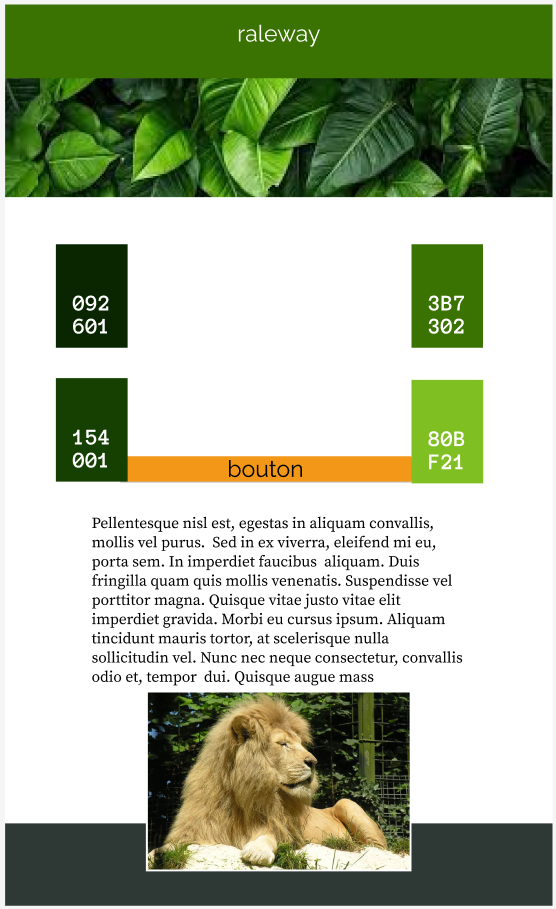 raleway
092
601
3B7
302
154
001
80B
F21
bouton
Pellentesque nisl est, egestas in aliquam convallis,
mollis vel purus.  Sed in ex viverra, eleifend mi eu,
porta sem. In imperdiet faucibus  aliquam. Duis
fringilla quam quis mollis venenatis. Suspendisse vel
porttitor magna. Quisque vitae justo vitae elit
imperdiet gravida. Morbi eu cursus ipsum. Aliquam
tincidunt mauris tortor, at scelerisque nulla
sollicitudin vel. Nunc nec neque consectetur, convallis
odio et, tempor  dui. Quisque augue mass